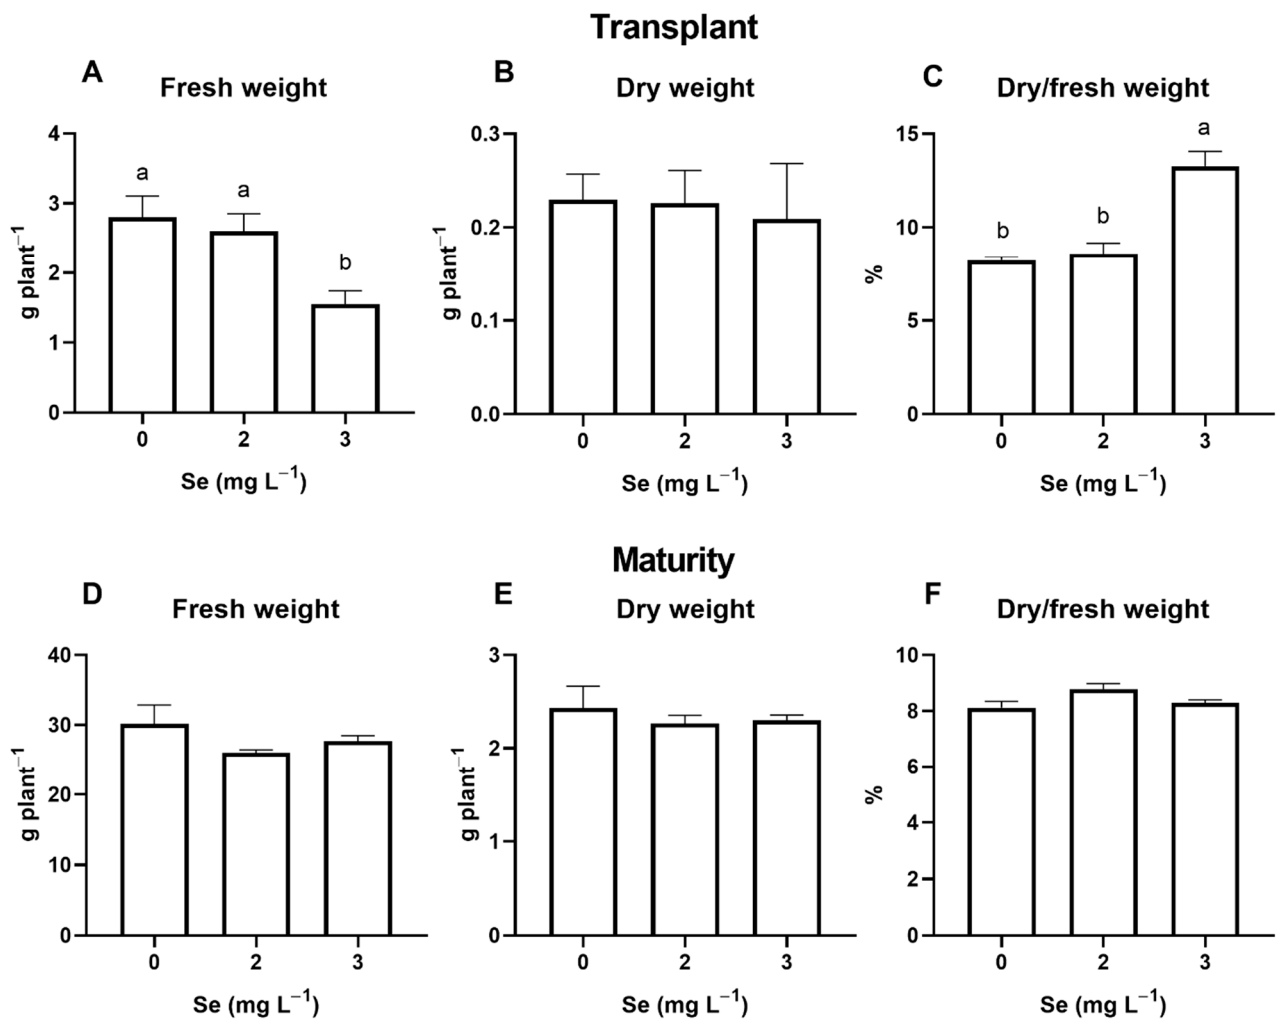 Transplant
A
Fresh weight
4
3
2
1
0
g plant⁻¹
a
a
b
0 2 3
Se (mg L⁻¹)
B
Dry weight
0.3
0.2
0.1
0.0
g plant⁻¹
0 2 3
Se (mg L⁻¹)
C
Dry/fresh weight
15
10
5
0
%
b
b
a
0 2 3
Se (mg L⁻¹)
Maturity
D
Fresh weight
40
30
20
10
0
g plant⁻¹
0 2 3
Se (mg L⁻¹)
E
Dry weight
3
2
1
0
g plant⁻¹
0 2 3
Se (mg L⁻¹)
F
Dry/fresh weight
10
8
6
4
2
0
%
0 2 3
Se (mg L⁻¹)